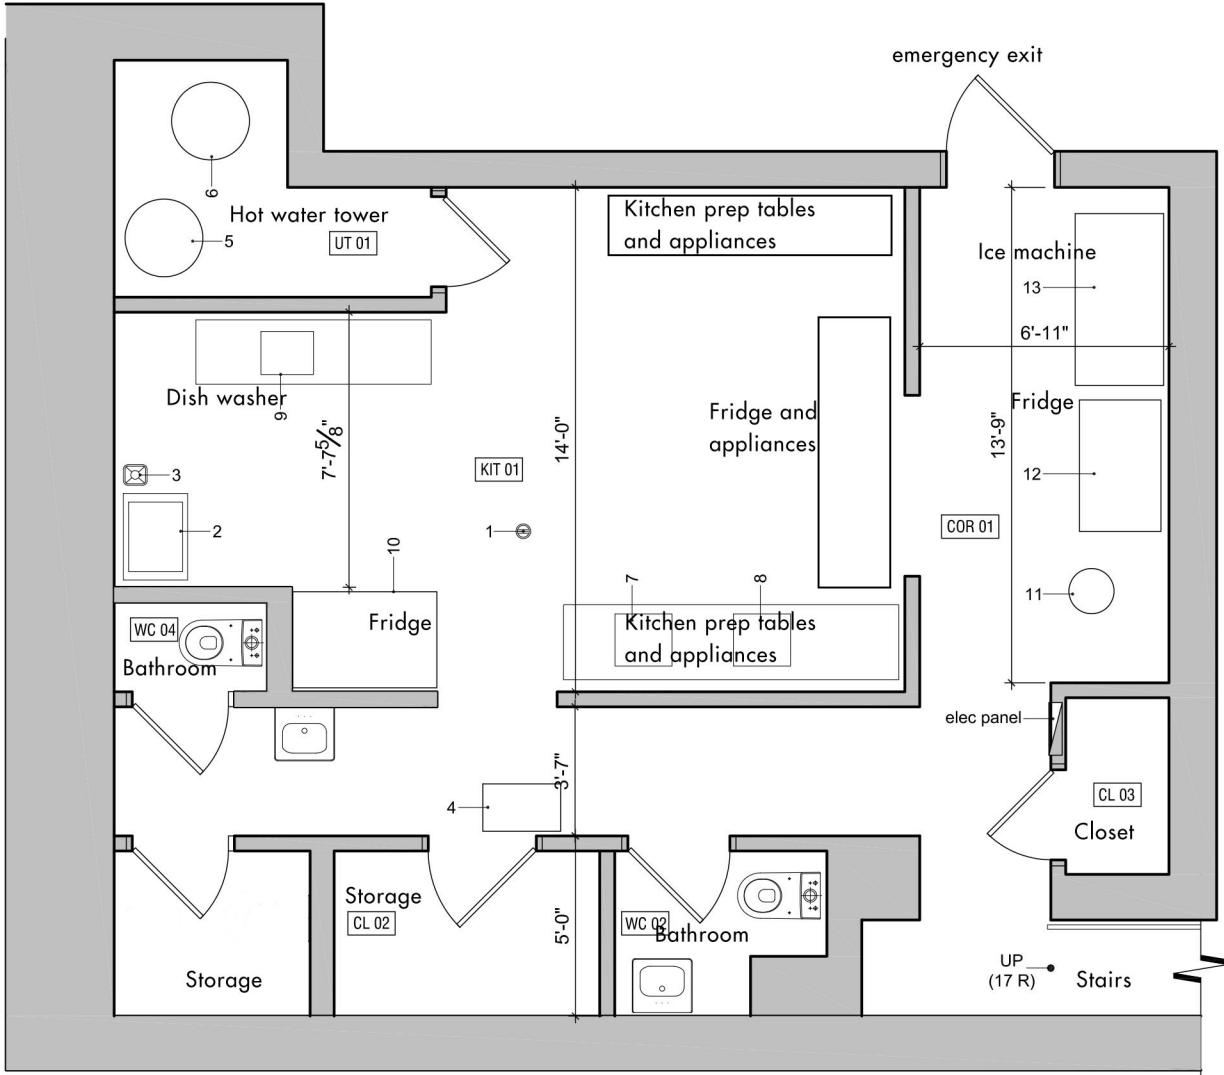 emergency exit
6
Hot water tower
5
UT 01
Kitchen prep tables
and appliances
Ice machine
13
6'-11"
Dish washer
9
7'-7 5/8"
14'-0"
Fridge and
appliances
Fridge
13'-9"
12
3
KIT 01
2
1
COR 01
10
7
8
11
WC 04
Bathroom
Fridge
Kitchen prep tables
and appliances
elec panel
3'-7"
4
CL 03
Closet
Storage
CL 02
5'-0"
WC 02
Bathroom
Storage
UP
(17 R)
Stairs